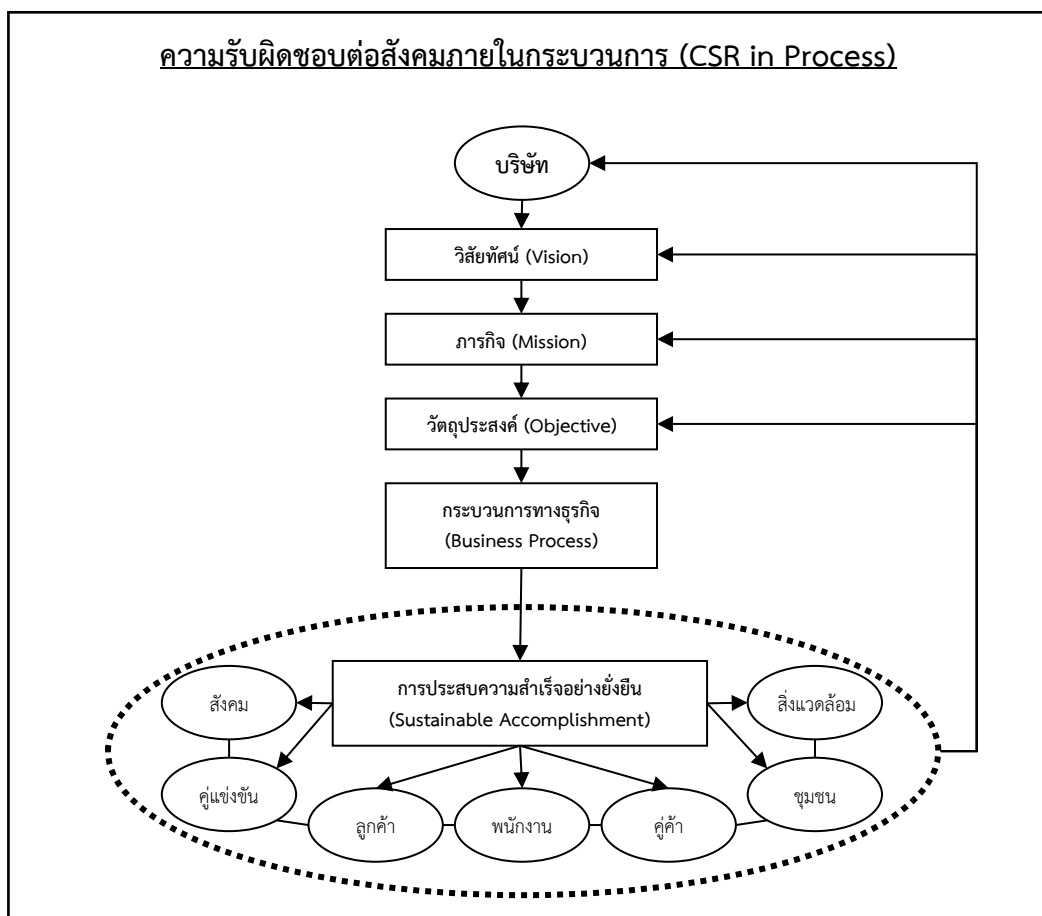 ความรับผิดชอบต่อสังคมภายในกระบวนการ (CSR in Process)
บริษัท
วิสัยทัศน์ (Vision)
ภารกิจ (Mission)
วัตถุประสงค์ (Objective)
กระบวนการทางธุรกิจ
(Business Process)
การประสบความสำเร็จอย่างยั่งยืน
(Sustainable Accomplishment)
สังคม
สิ่งแวดล้อม
คู่แข่งขัน
ชุมชน
ลูกค้า
พนักงาน
คู่ค้า